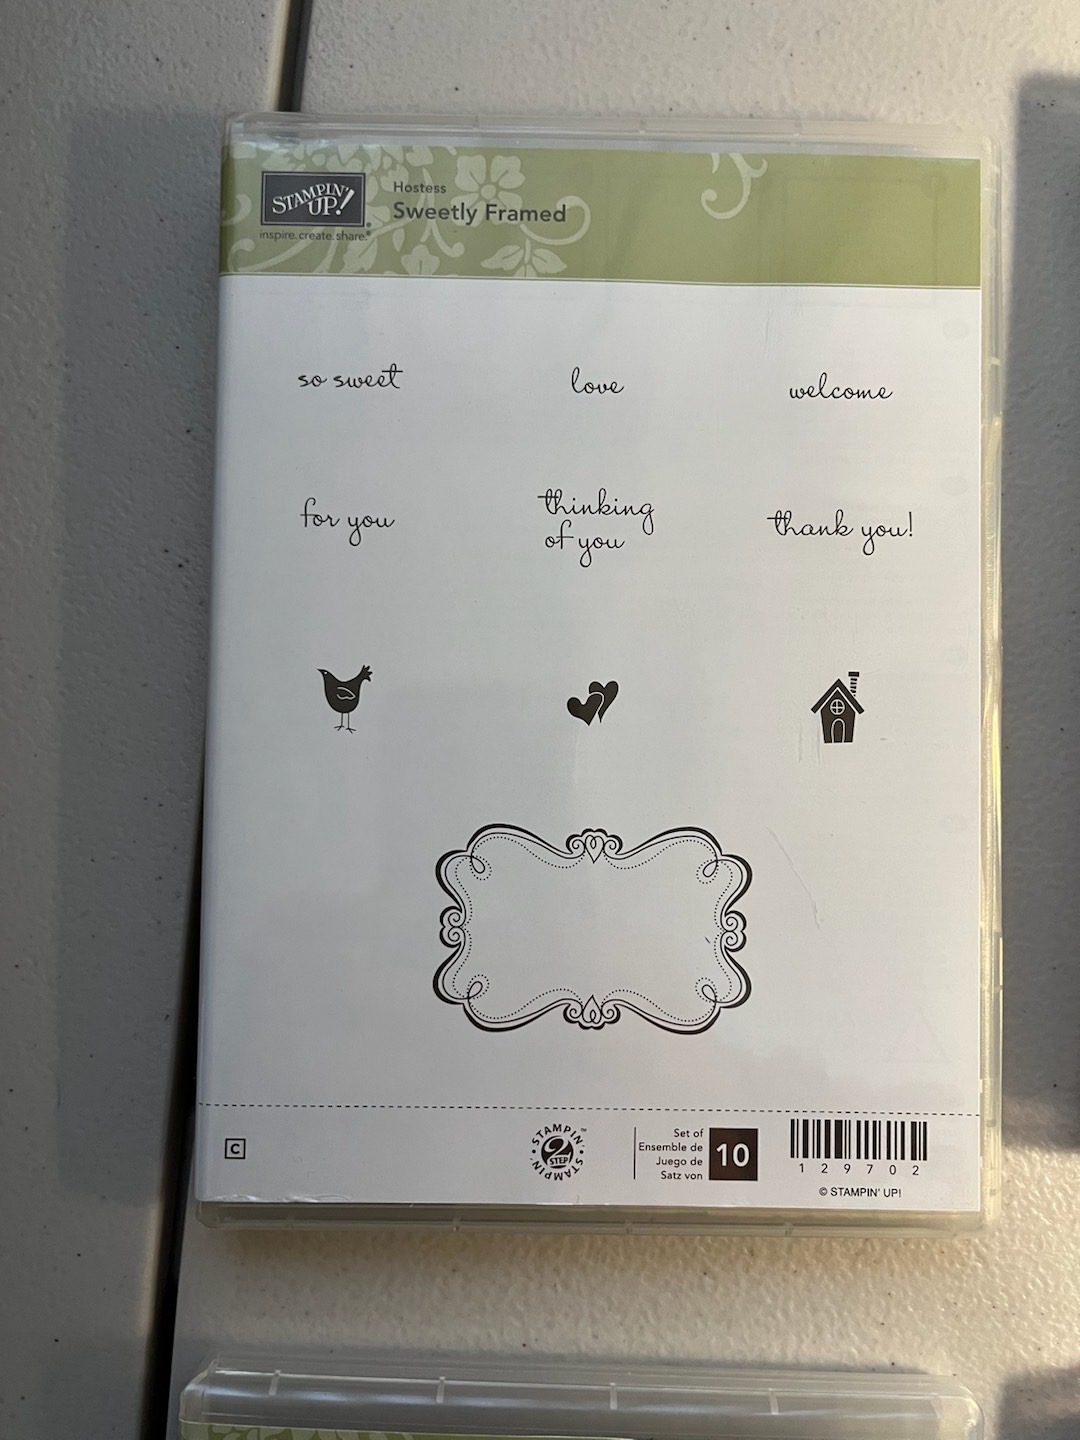 STAMPIN' UP!
inspire. create. share.
Hostess
Sweetly Framed
so sweet
love
welcome
for you
thinking
of you
thank you!
C
STAMPIN' 2 STEP STAMPIN'™
Set of
Ensemble de
Juego de
Satz von
10
129702
© STAMPIN' UP!